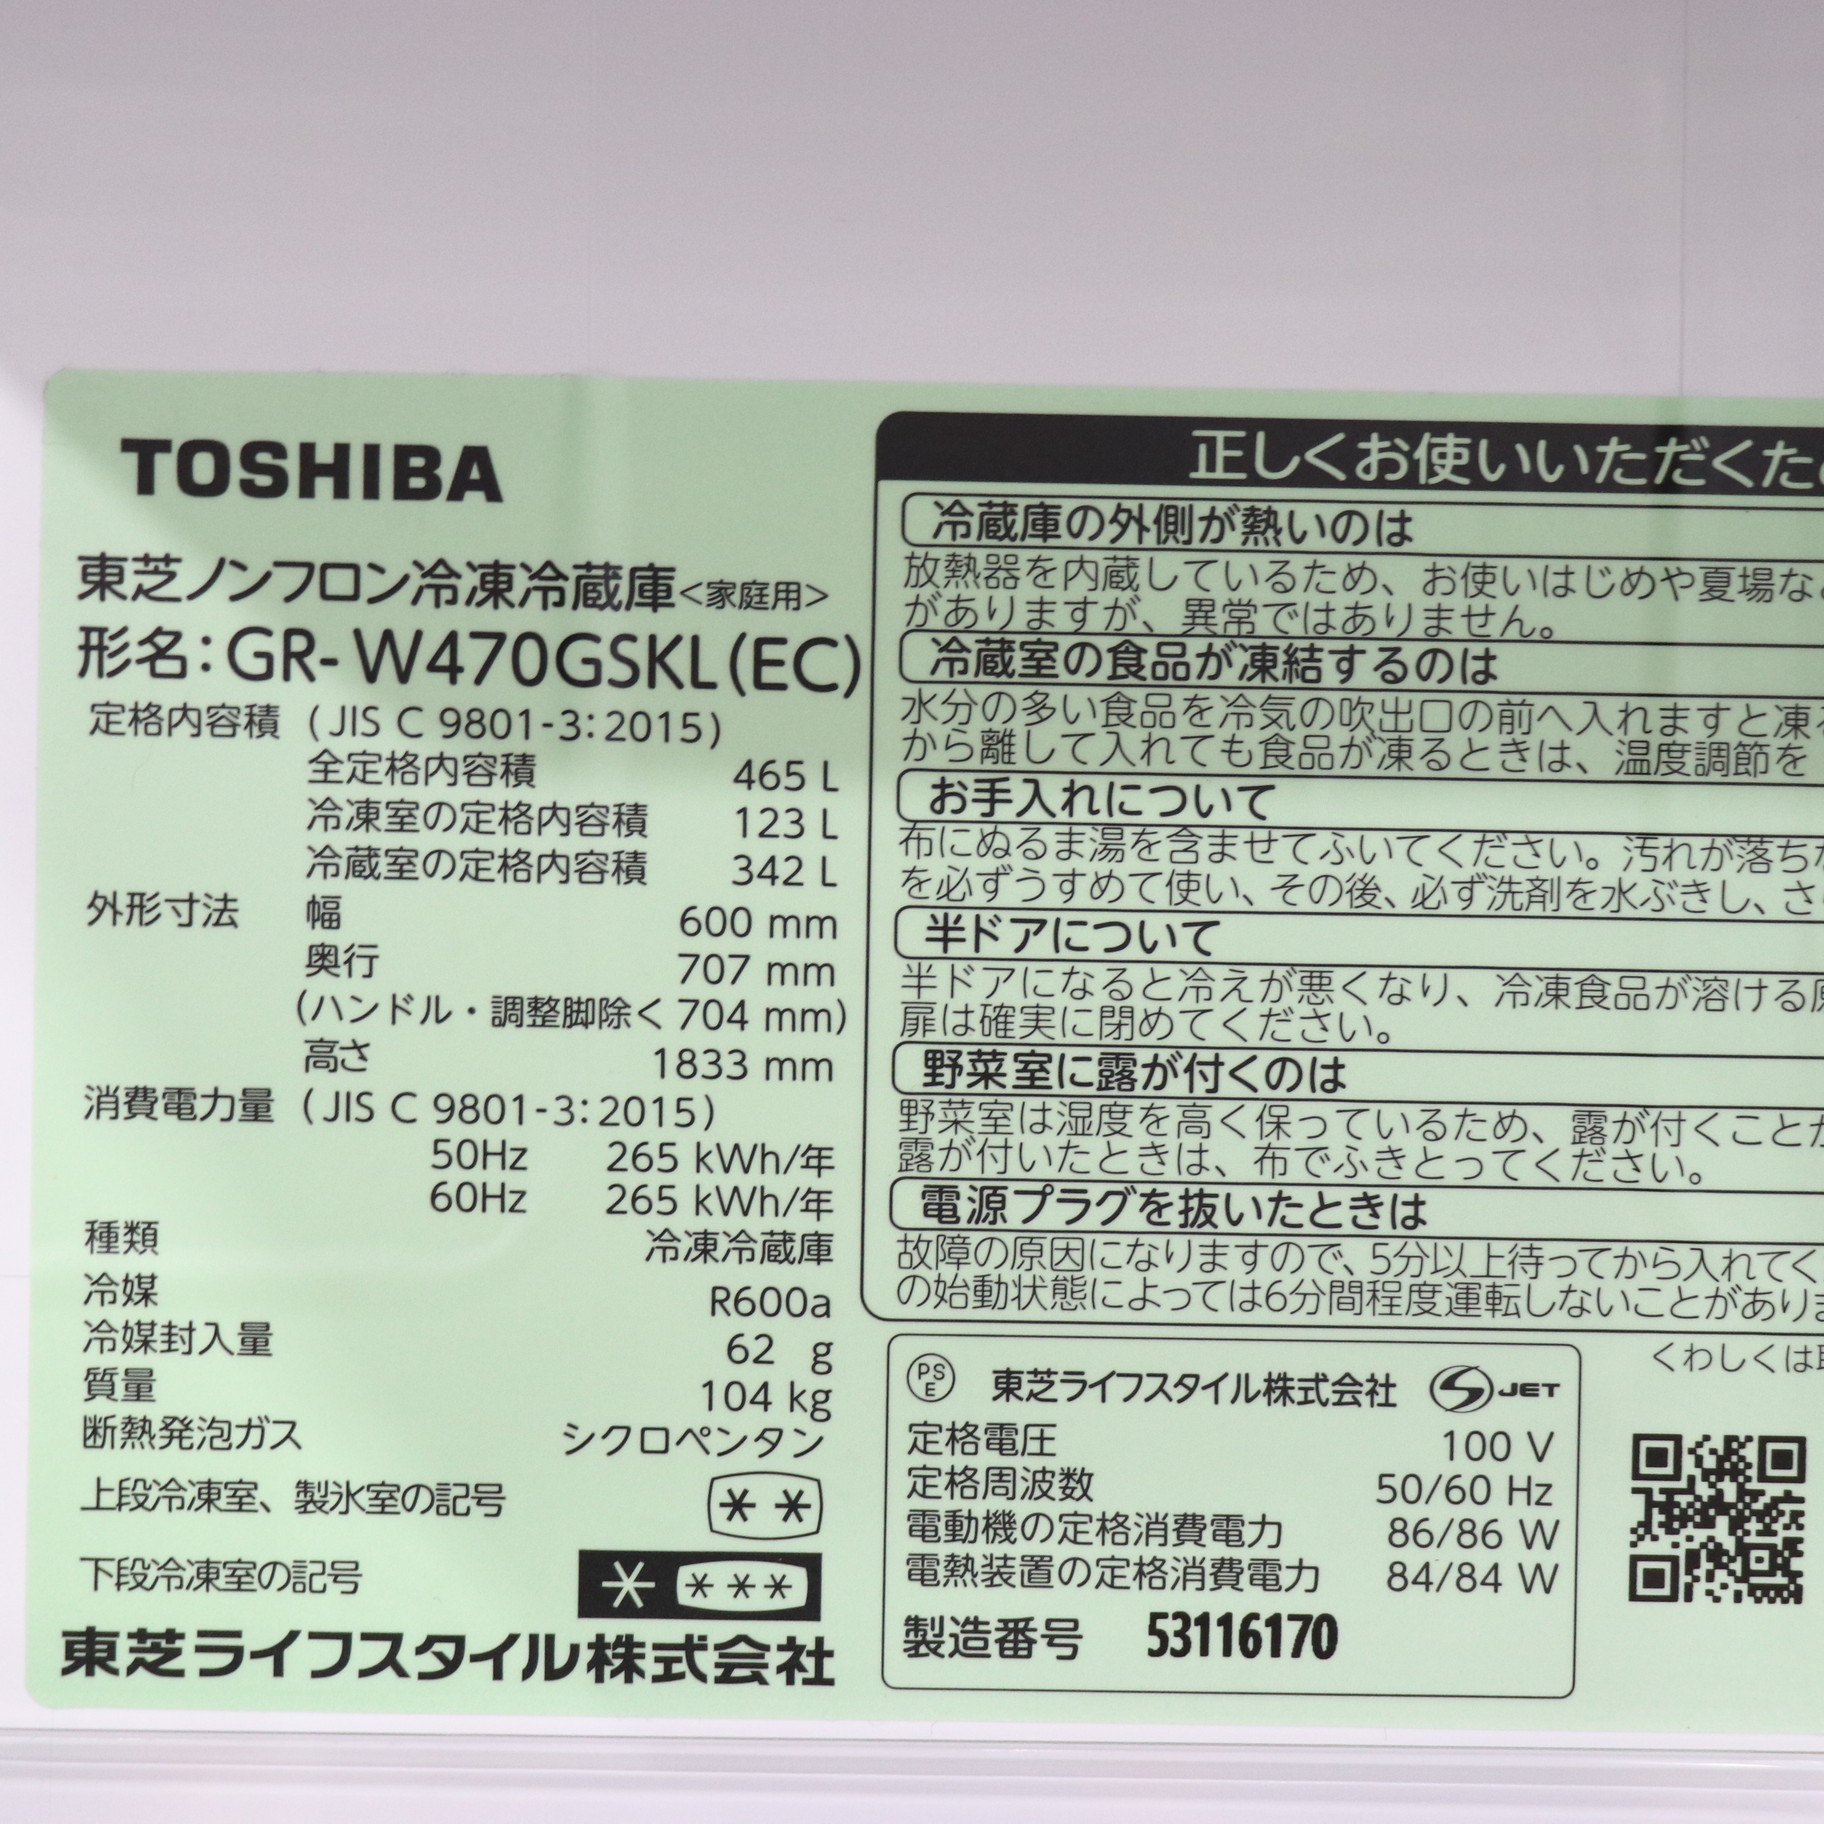 TOSHIBA
東芝ノンフロン冷凍冷蔵庫<家庭用>
形名：GR-W470GSKL(EC)
定格内容積 (JIS C 9801-3:2015)
全定格内容積 465 L
冷凍室の定格内容積 123 L
冷蔵室の定格内容積 342 L
外形寸法 幅 600 mm
奥行 707 mm
(ハンドル・調整脚除く 704 mm)
高さ 1833 mm
消費電力量 (JIS C 9801-3:2015)
50Hz 265 kWh/年
60Hz 265 kWh/年
種類 冷凍冷蔵庫
冷媒 R600a
冷媒封入量 62 g
質量 104 kg
断熱発泡ガス シクロペンタン
上段冷凍室、製氷室の記号 ＊＊
下段冷凍室の記号 ＊ ＊＊＊
東芝ライフスタイル株式会社
正しくお使いいただくた
冷蔵庫の外側が熱いのは
放熱器を内蔵しているため、お使いはじめや夏場な
がありますが、異常ではありません。
冷蔵室の食品が凍結するのは
水分の多い食品を冷気の吹出口の前へ入れますと凍
から離して入れても食品が凍るときは、温度調節を
お手入れについて
布にぬるま湯を含ませてふいてください。汚れが落ち
を必ずうすめて使い、その後、必ず洗剤を水ぶきし、さ
半ドアについて
半ドアになると冷えが悪くなり、冷凍食品が溶ける
扉は確実に閉めてください。
野菜室に露が付くのは
野菜室は湿度を高く保っているため、露が付くこと
露が付いたときは、布でふきとってください。
電源プラグを抜いたときは
故障の原因になりますので、5分以上待ってから入れてく
の始動状態によっては6分間程度運転しないことがあり
くわしくは
PSE 東芝ライフスタイル株式会社 S JET
定格電圧 100 V
定格周波数 50/60 Hz
電動機の定格消費電力 86/86 W
電熱装置の定格消費電力 84/84 W
製造番号 53116170